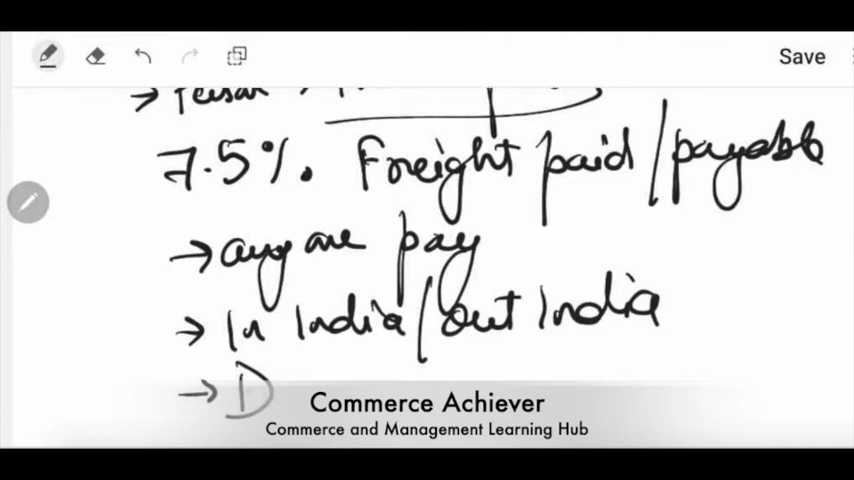 Save
7.5%. Freight paid/payable
→ any one pay
→ In India/out India
→ D
Commerce Achiever
Commerce and Management Learning Hub